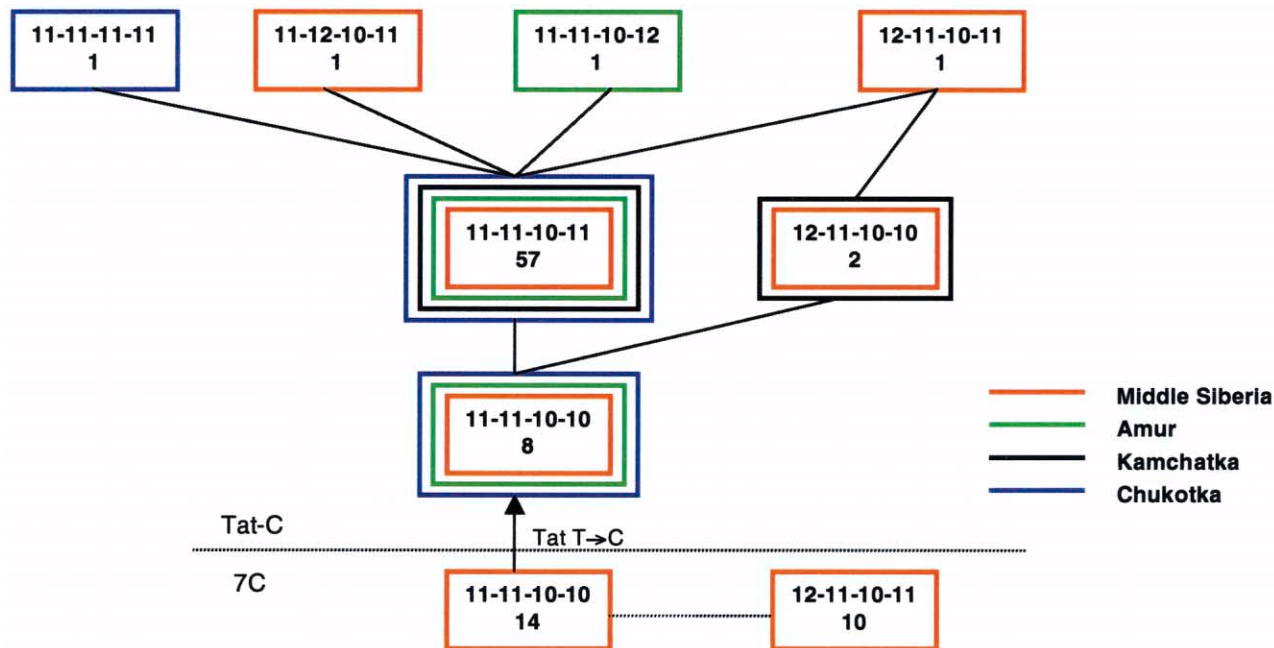 11-11-11-11
1
11-12-10-11
1
11-11-10-12
1
12-11-10-11
1
11-11-10-11
57
12-11-10-10
2
11-11-10-10
8
Middle Siberia
Amur
Kamchatka
Chukotka
Tat-C
Tat T→C
7C
11-11-10-10
14
12-11-10-11
10